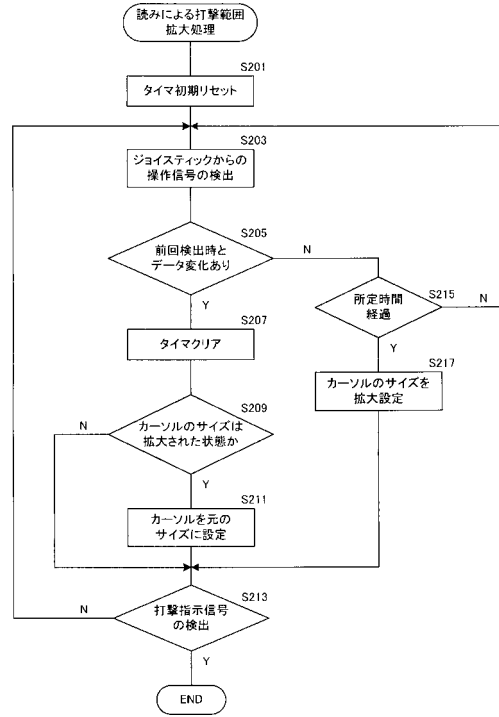 読みによる打撃範囲
拡大処理
S201
タイマ初期リセット
S203
ジョイスティックからの
操作信号の検出
S205
前回検出時と
データ変化あり
N
Y
S215
所定時間
経過
N
Y
S207
タイマクリア
S217
カーソルのサイズを
拡大設定
S209
カーソルのサイズは
拡大された状態か
N
Y
S211
カーソルを元の
サイズに設定
S213
打撃指示信号
の検出
N
Y
END